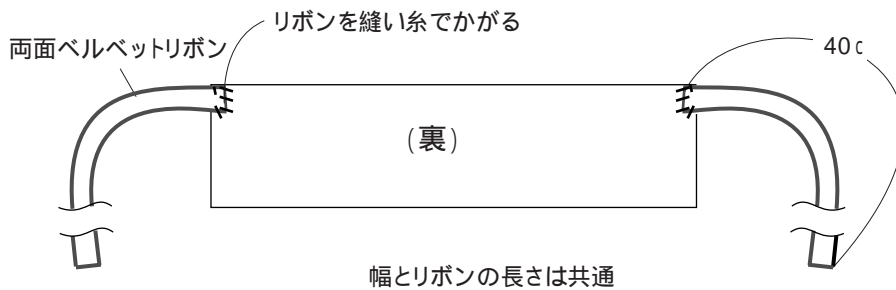 リボンを縫い糸でかがる
両面ベルベットリボン
40c
(裏)
幅とリボンの長さは共通